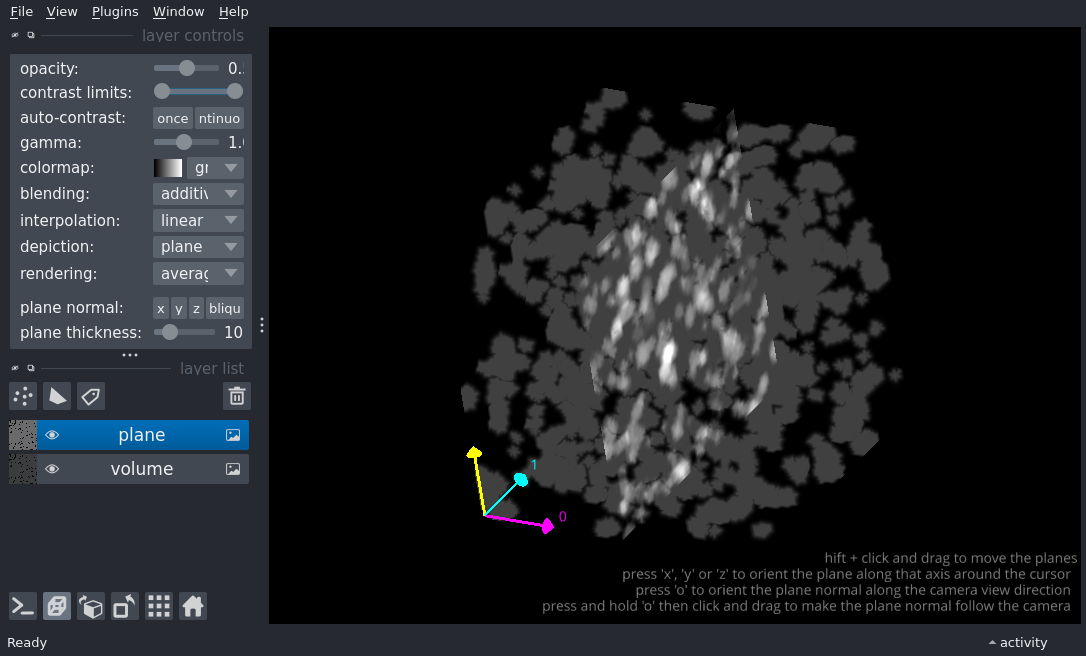 File View Plugins Window Help
layer controls
opacity: 0.
contrast limits:
auto-contrast: once ntinuo
gamma: 1.
colormap: gr
blending: additiv
interpolation: linear
depiction: plane
rendering: averag
plane normal: x y z bliqu
plane thickness: 10
layer list
plane
volume
1
0
hift + click and drag to move the planes
press 'x', 'y' or 'z' to orient the plane along that axis around the cursor
press 'o' to orient the plane normal along the camera view direction
press and hold 'o' then click and drag to make the plane normal follow the camera
Ready
activity